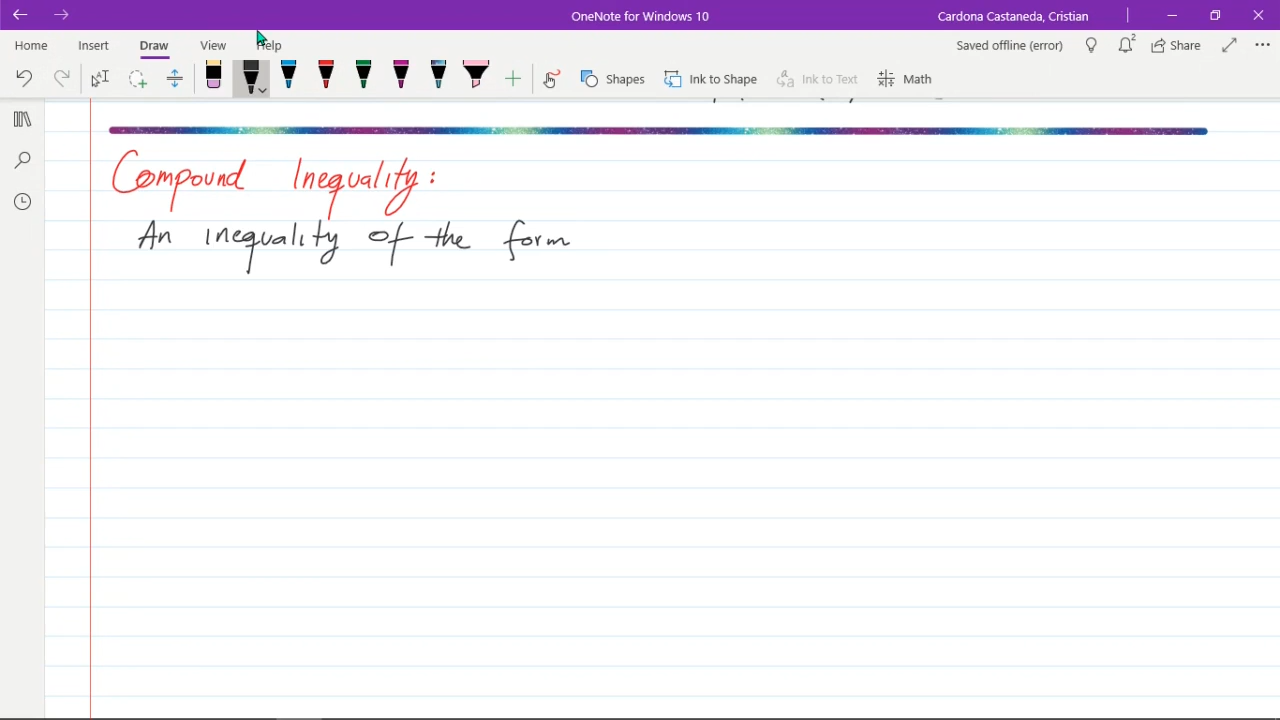 OneNote for Windows 10
Cardona Castaneda, Cristian
Home Insert Draw View Help
Saved offline (error)
2
Share
Shapes
Ink to Shape
Ink to Text
Math
Compound Inequality:
An inequality of the form